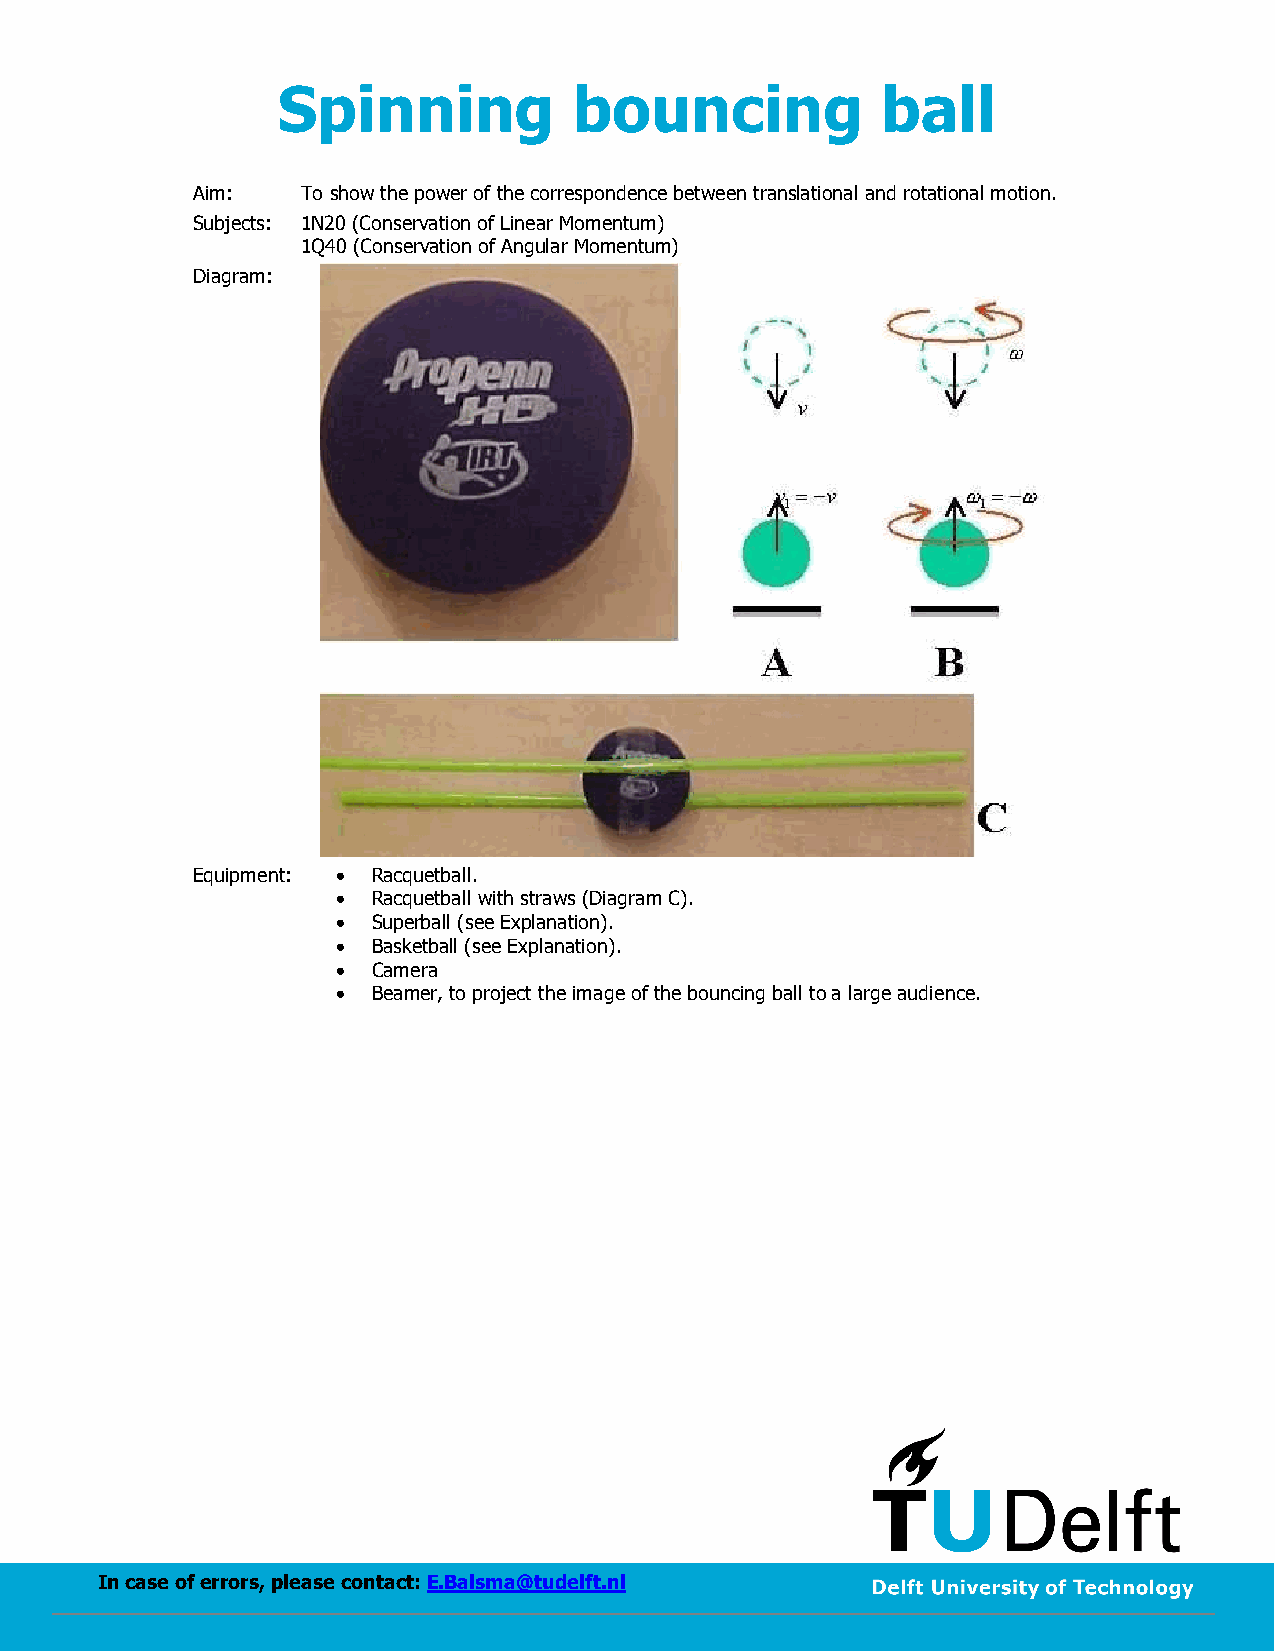 Spinning bouncing ball
Aim: To show the power of the correspondence between translational and rotational motion.
Subjects: 1N20 (Conservation of Linear Momentum)
1Q40 (Conservation of Angular Momentum)
Diagram:
ProPenn
HD
IRT
ω
v
v₁ = −v
ω₁ = −ω
A B
ProPenn
C
Equipment: • Racquetball.
• Racquetball with straws (Diagram C).
• Superball (see Explanation).
• Basketball (see Explanation).
• Camera
• Beamer, to project the image of the bouncing ball to a large audience.
TUDelft
In case of errors, please contact: E.Balsma@tudelft.nl
Delft University of Technology